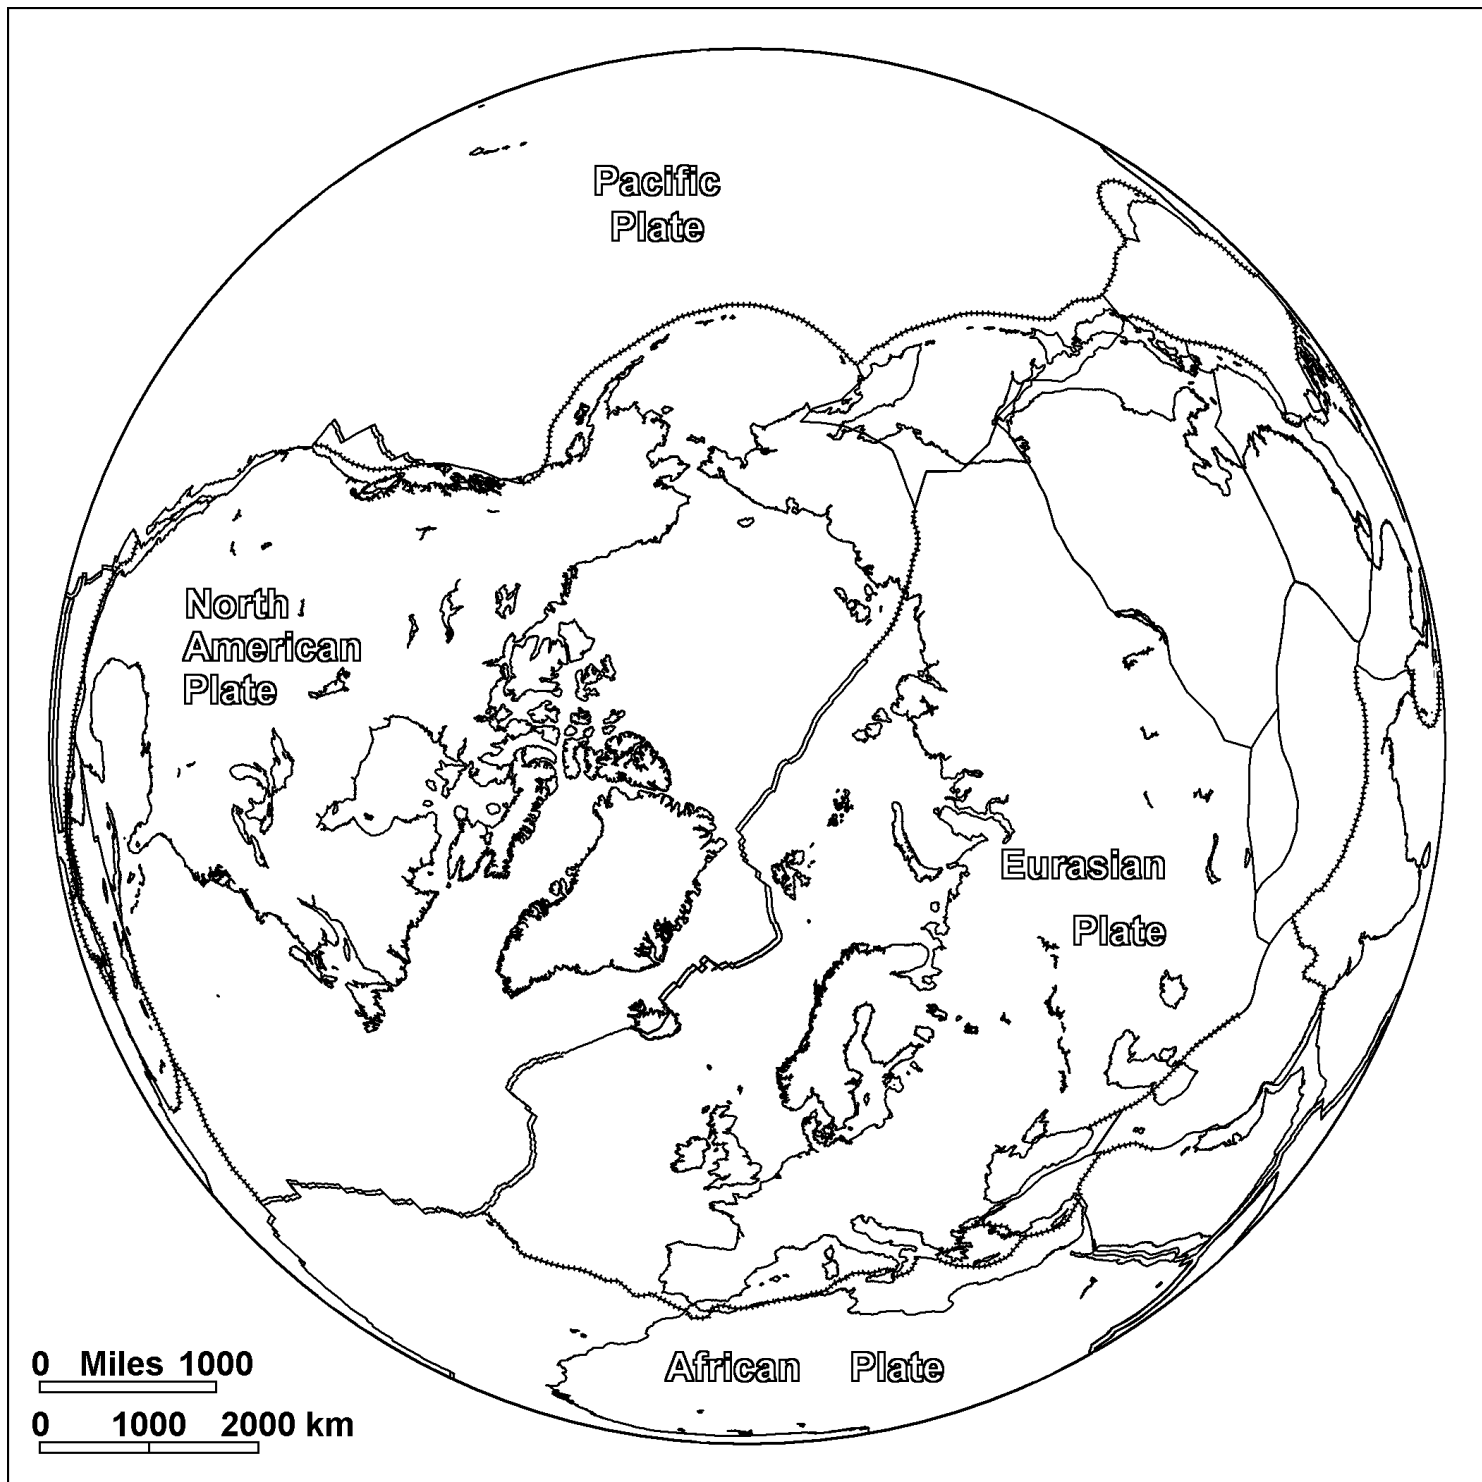 Pacific
Plate
North
American
Plate
Eurasian
Plate
African Plate
0 Miles 1000
0 1000 2000 km